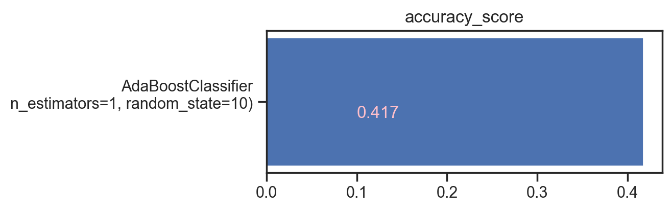 accuracy_score
AdaBoostClassifier
n_estimators=1, random_state=10)
0.417
0.0 0.1 0.2 0.3 0.4